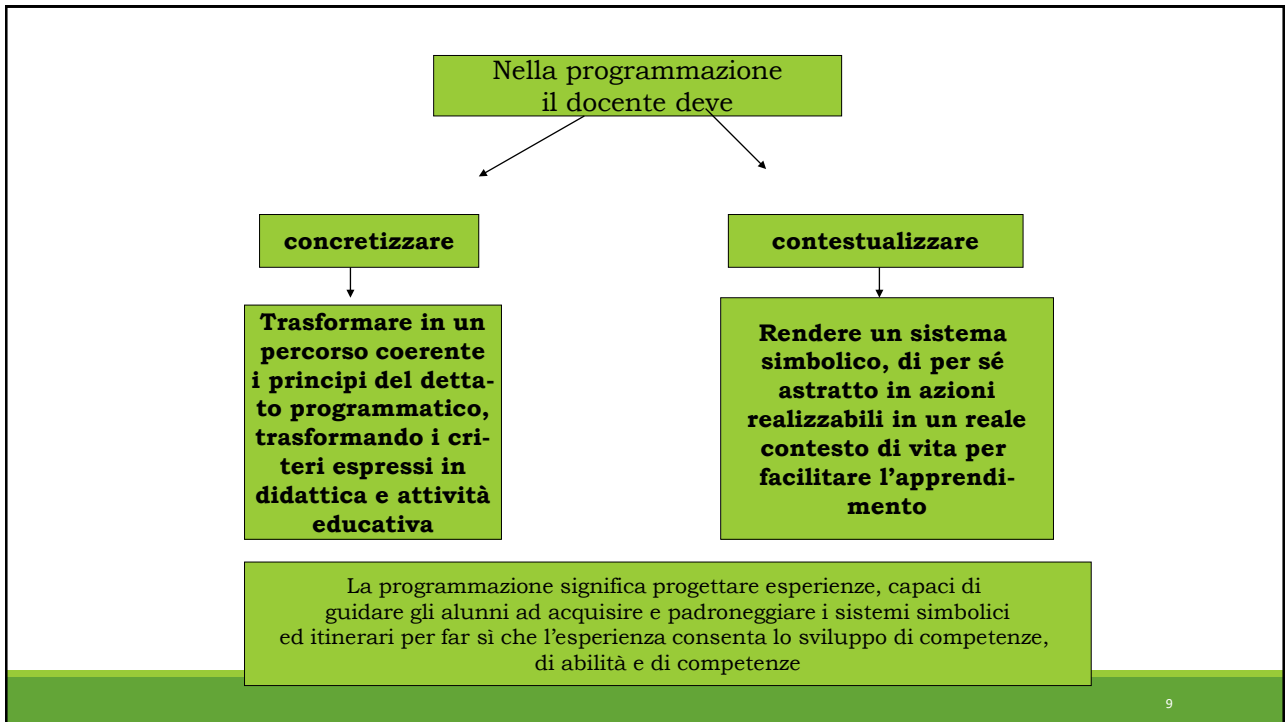 Nella programmazione
il docente deve
concretizzare
contestualizzare
Trasformare in un
percorso coerente
i principi del detta-
to programmatico,
trasformando i cri-
teri espressi in
didattica e attività
educativa
Rendere un sistema
simbolico, di per sé
astratto in azioni
realizzabili in un reale
contesto di vita per
facilitare l’apprendi-
mento
La programmazione significa progettare esperienze, capaci di
guidare gli alunni ad acquisire e padroneggiare i sistemi simbolici
ed itinerari per far sì che l’esperienza consenta lo sviluppo di competenze,
di abilità e di competenze
9